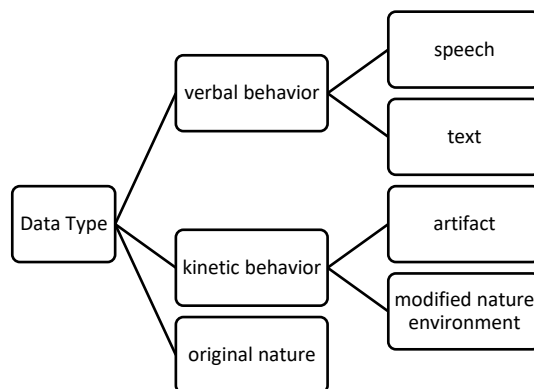 speech
verbal behavior
text
Data Type
artifact
kinetic behavior
modified nature
environment
original nature